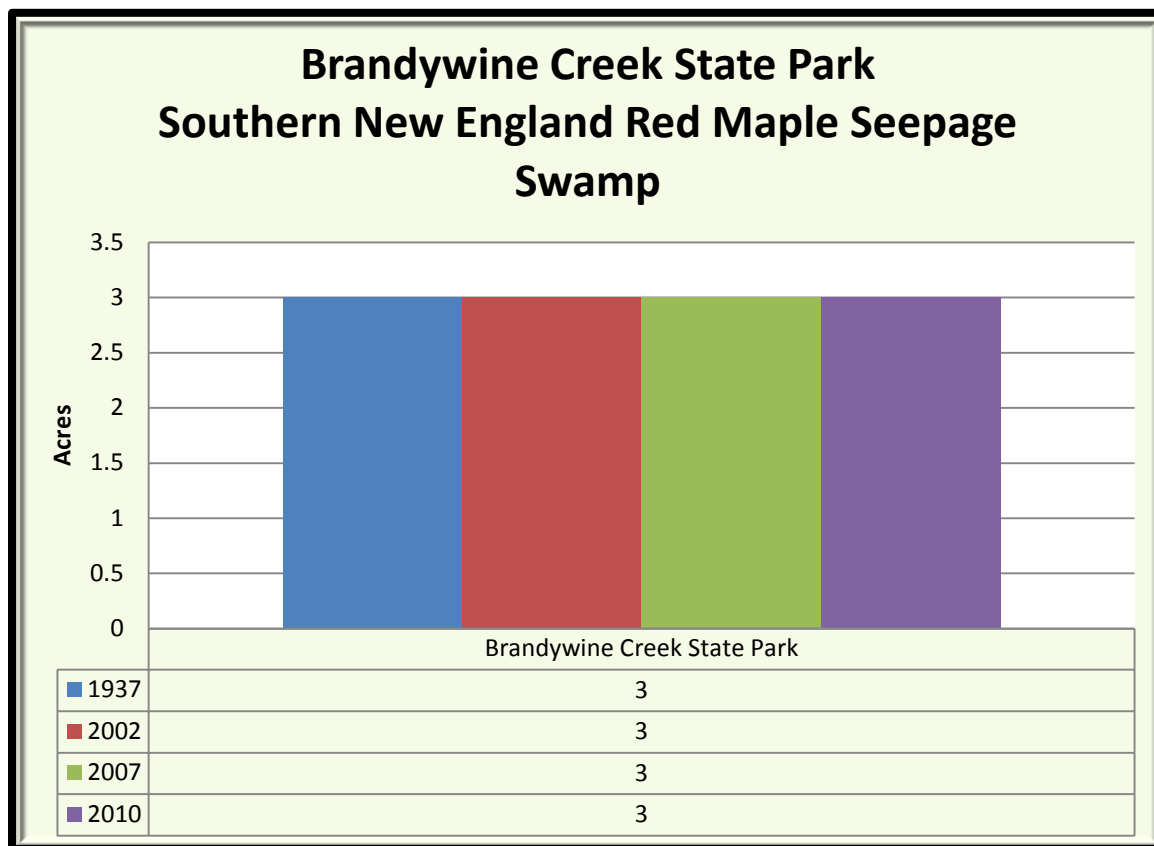 Brandywine Creek State Park
Southern New England Red Maple Seepage
Swamp
3.5
3
2.5
2
1.5
1
0.5
0
Acres
Brandywine Creek State Park
1937 3
2002 3
2007 3
2010 3